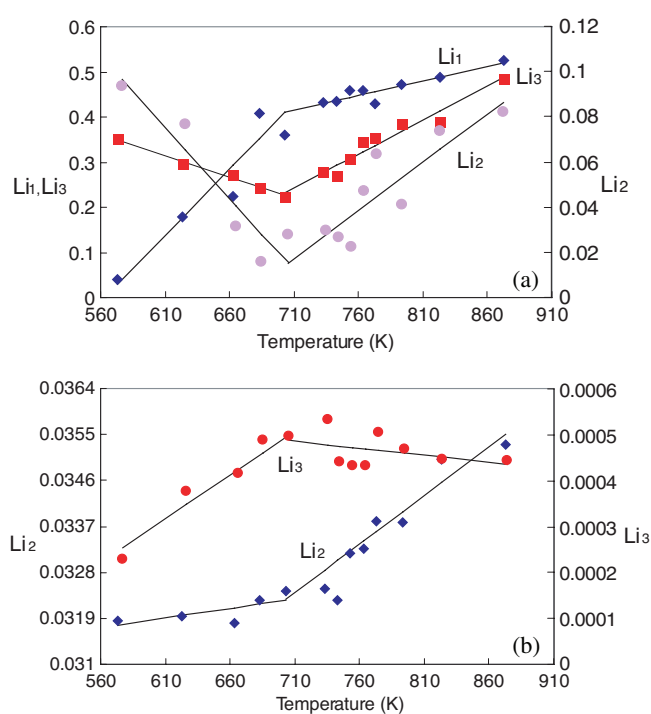 0.6
0.12
0.5
0.1
0.4
0.08
0.3
0.06
0.2
0.04
0.1
0.02
0
0
Li₁
Li₃
Li₂
Li₁,Li₃
Li₂
(a)
560 610 660 710 760 810 860 910
Temperature (K)
0.0364
0.0006
0.0355
0.0005
0.0346
0.0004
0.0337
0.0003
0.0328
0.0002
0.0319
0.0001
0.031
0
Li₃
Li₂
Li₂
Li₃
(b)
560 610 660 710 760 810 860 910
Temperature (K)